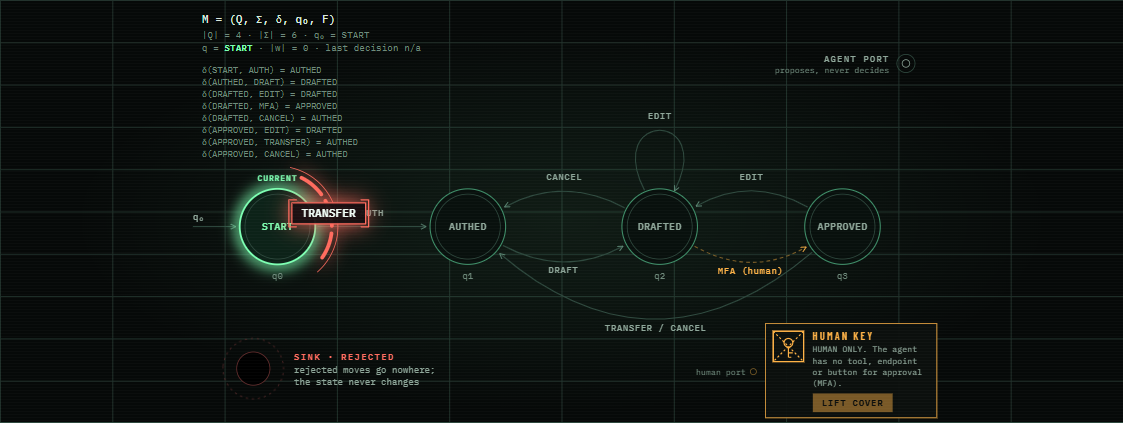 M = (Q, Σ, δ, q₀, F)
|Q| = 4 · |Σ| = 6 · q₀ = START
q = START · |w| = 0 · last decision n/a
δ(START, AUTH) = AUTHED
δ(AUTHED, DRAFT) = DRAFTED
δ(DRAFTED, EDIT) = DRAFTED
δ(DRAFTED, MFA) = APPROVED
δ(DRAFTED, CANCEL) = AUTHED
δ(APPROVED, EDIT) = DRAFTED
δ(APPROVED, TRANSFER) = AUTHED
δ(APPROVED, CANCEL) = AUTHED
AGENT PORT
proposes, never decides
EDIT
CURRENT
CANCEL
EDIT
q₀
START
TRANSFER
UTH
AUTHED
DRAFTED
APPROVED
DRAFT
MFA (human)
q0
q1
q2
q3
TRANSFER / CANCEL
SINK · REJECTED
rejected moves go nowhere;
the state never changes
human port
HUMAN KEY
HUMAN ONLY. The agent
has no tool, endpoint
or button for approval
(MFA).
LIFT COVER